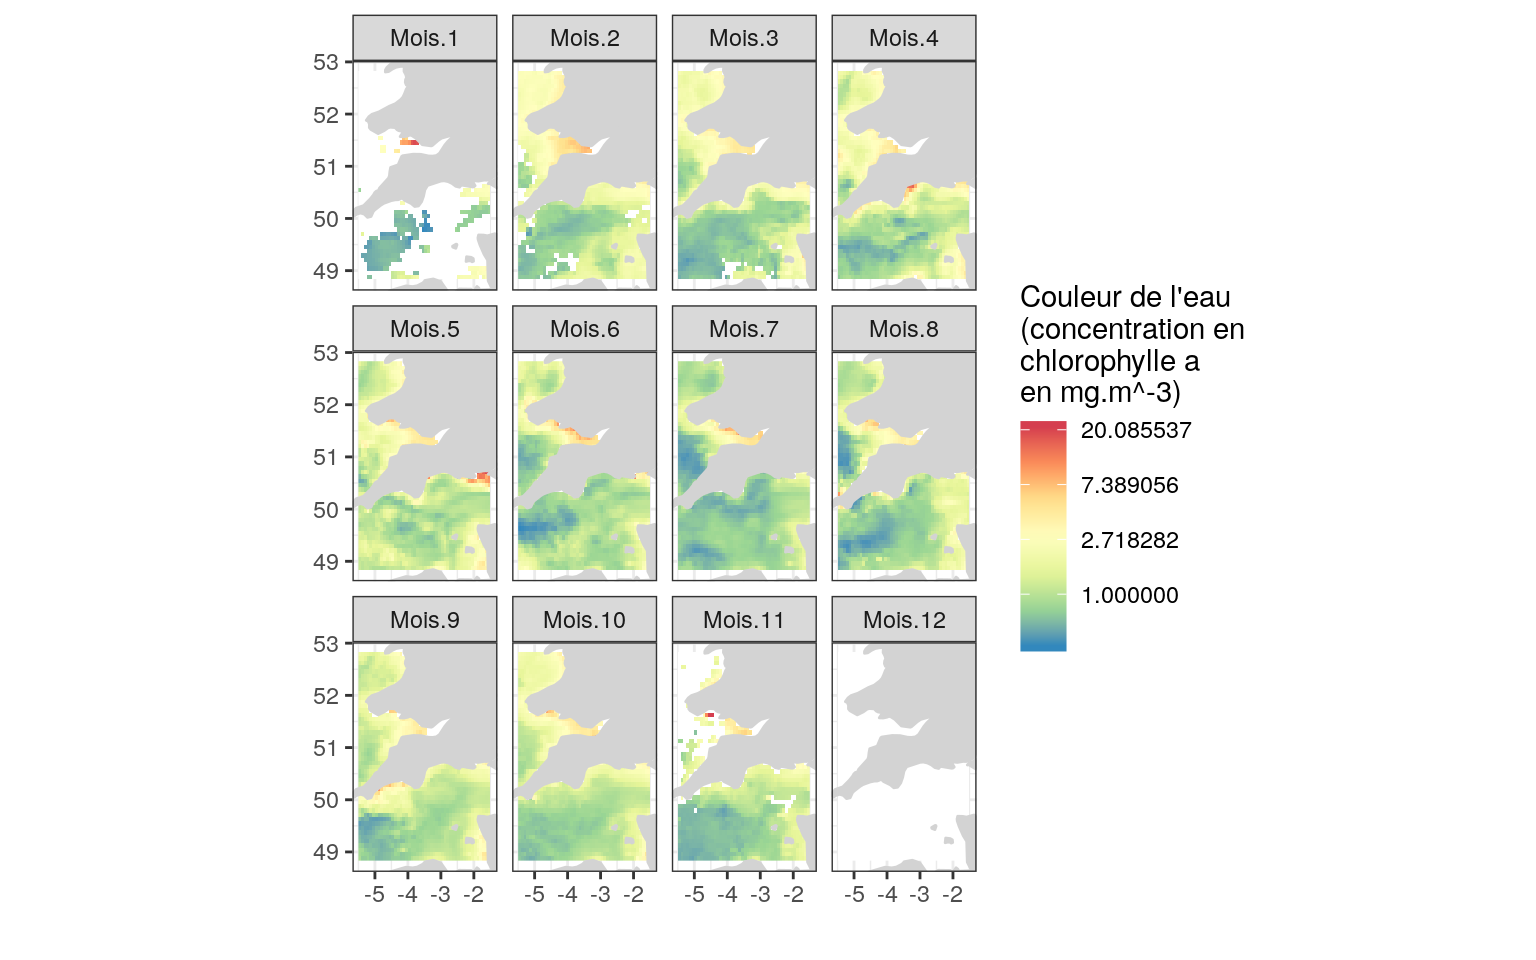 Mois.1 Mois.2 Mois.3 Mois.4
53
52
51
50
49
Mois.5 Mois.6 Mois.7 Mois.8
53
52
51
50
49
Mois.9 Mois.10 Mois.11 Mois.12
53
52
51
50
49
-5 -4 -3 -2 -5 -4 -3 -2 -5 -4 -3 -2 -5 -4 -3 -2
Couleur de l'eau
(concentration en
chlorophylle a
en mg.m^-3)
20.085537
7.389056
2.718282
1.000000